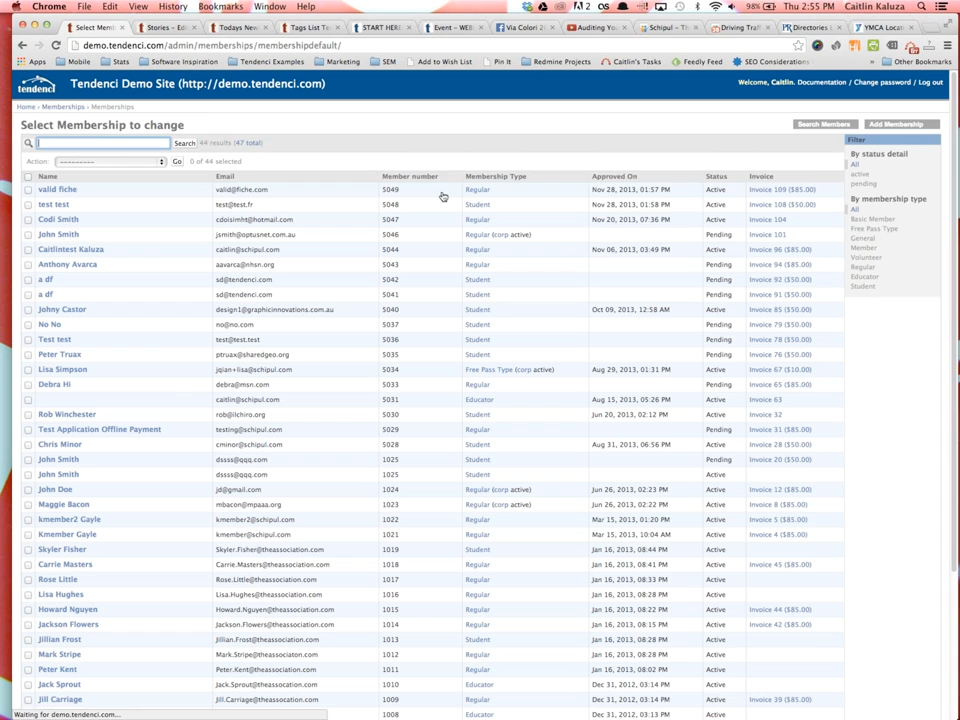 Chrome File Edit View History Bookmarks Window Help 98% Thu 2:55 PM Caitlin Kaluza
Select Memb Stories – Edi Todays New Tags List Te START HERE: Event – WEB Via Colori 2 Auditing You Schipul – Th Driving Traff Directories YMCA Locat
demo.tendenci.com/admin/memberships/membershipdefault/
Apps Mobile Stats Software Inspiration Tendenci Examples Marketing SEM Add to Wish List Pin It Redmine Projects Caitlin's Tasks Feedly Feed SEO Considerations » Other Bookmarks
tendenci Tendenci Demo Site (http://demo.tendenci.com) Welcome, Caitlin. Documentation / Change password / Log out
Home › Memberships › Memberships
Select Membership to change Search Members Add Membership
Search 44 results (47 total) Filter
Action: --------- Go 0 of 44 selected
By status detail
All
active
pending
By membership type
All
Basic Member
Free Pass Type
General
Member
Volunteer
Regular
Educator
Student
Name Email Member number Membership Type Approved On Status Invoice
valid fiche valid@fiche.com 5049 Regular Nov 28, 2013, 01:57 PM Active Invoice 109 ($85.00)
test test test@test.fr 5048 Student Nov 28, 2013, 01:58 PM Active Invoice 108 ($50.00)
Codi Smith cdoisimht@hotmail.com 5047 Regular Nov 20, 2013, 07:36 PM Active Invoice 104
John Smith jsmith@optusnet.com.au 5046 Regular (corp active) Pending Invoice 101
Caitlintest Kaluza caitlin@schipul.com 5044 Regular Nov 06, 2013, 03:49 PM Active Invoice 96 ($85.00)
Anthony Avarca aavarca@nhsn.org 5043 Regular Pending Invoice 94 ($85.00)
a df sd@tendenci.com 5042 Student Pending Invoice 92 ($50.00)
a df sd@tendenci.com 5041 Student Pending Invoice 91 ($50.00)
Johny Castor design1@graphicinnovations.com.au 5040 Student Oct 09, 2013, 12:58 AM Active Invoice 85 ($50.00)
No No no@no.com 5037 Student Pending Invoice 79 ($50.00)
Test test test@test.test 5036 Student Pending Invoice 78 ($50.00)
Peter Truax ptruax@sharedgeo.org 5035 Student Pending Invoice 76 ($50.00)
Lisa Simpson jqian+lisa@schipul.com 5034 Free Pass Type (corp active) Aug 29, 2013, 01:31 PM Active Invoice 67 ($10.00)
Debra Hi debra@msn.com 5033 Regular Pending Invoice 65 ($85.00)
caitlin@schipul.com 5031 Educator Aug 15, 2013, 05:26 PM Active Invoice 63
Rob Winchester rob@ilchiro.org 5030 Student Jun 20, 2013, 02:12 PM Active Invoice 32
Test Application Offline Payment testing@schipul.com 5029 Regular Pending Invoice 31 ($85.00)
Chris Minor cminor@schipul.com 5028 Student Aug 31, 2013, 06:56 PM Active Invoice 28 ($50.00)
John Smith dssss@qqq.com 1025 Student Pending Invoice 20 ($50.00)
John Smith dssss@qqq.com 1025 Student Active
John Doe jd@gmail.com 1024 Regular (corp active) Jun 26, 2013, 02:23 PM Active Invoice 12 ($85.00)
Maggie Bacon mbacon@mpaaa.org 1023 Regular (corp active) Jun 26, 2013, 02:22 PM Active Invoice 8 ($85.00)
kmember2 Gayle kmember2@schipul.com 1022 Regular Mar 15, 2013, 01:20 PM Active Invoice 5 ($85.00)
Kmember Gayle kmember@schipul.com 1021 Regular Mar 15, 2013, 10:04 AM Active Invoice 4 ($85.00)
Skyler Fisher Skyler.Fisher@theassociation.com 1019 Student Jan 16, 2013, 08:44 PM Active
Carrie Masters Carrie.Masters@theassociation.com 1018 Regular Jan 16, 2013, 08:41 PM Active Invoice 45 ($85.00)
Rose Little Rose.Little@theassociaton.com 1017 Regular Jan 16, 2013, 08:33 PM Active
Lisa Hughes Lisa.Hughes@theassociation.com 1016 Regular Jan 16, 2013, 08:28 PM Active
Howard Nguyen Howard.Nguyen@theassociation.com 1015 Regular Jan 16, 2013, 08:22 PM Active Invoice 44 ($85.00)
Jackson Flowers Jackson.Flowers@theassociation.com 1014 Regular Jan 16, 2013, 08:15 PM Active Invoice 42 ($85.00)
Jillian Frost Jillian.Frost@theassociation.com 1013 Student Jan 16, 2013, 08:28 PM Active
Mark Stripe Mark.Stripe@theassociation.com 1012 Regular Jan 16, 2013, 08:28 PM Active
Peter Kent Peter.Kent@theassociation.com 1011 Regular Jan 16, 2013, 08:02 PM Active
Jack Sprout Jack.Sprout@theassociation.com 1010 Educator Dec 31, 2012, 03:14 PM Active
Jill Carriage Jill.Carriage@theassociation.com 1009 Regular Dec 31, 2012, 03:14 PM Active Invoice 39 ($85.00)
Waiting for demo.tendenci.com... 1008 Educator Dec 31, 2012, 03:13 PM Active